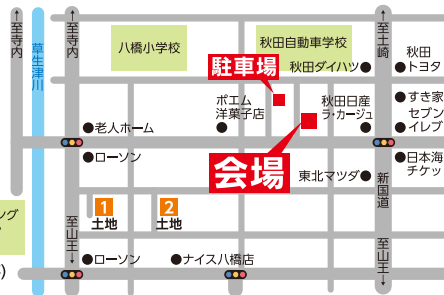 至寺内
草生津川
至寺内
至土崎
八橋小学校
秋田自動車学校
秋田
トヨタ
駐車場
秋田ダイハツ
すき家
ポエム
洋菓子店
秋田日産
ラ・カージュ
セブン
イレブ
老人ホーム
ローソン
会場
日本海
チケッ
東北マツダ
新国道
1
土地
2
土地
ング
至山王
至山王
ローソン
ナイス八橋店
)